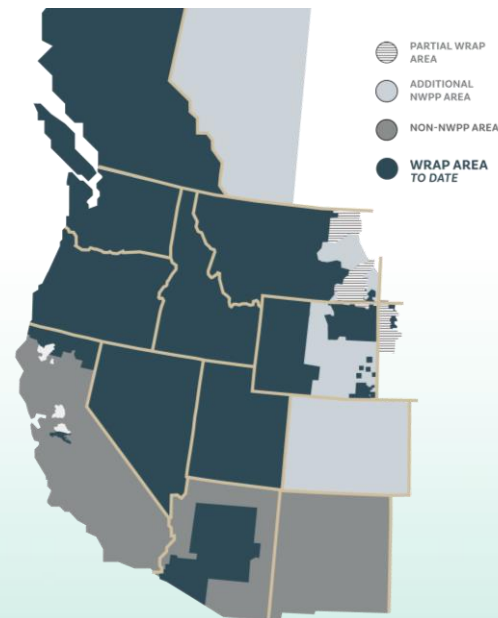 PARTIAL WRAP
AREA
ADDITIONAL
NWPP AREA
NON-NWPP AREA
WRAP AREA
TO DATE